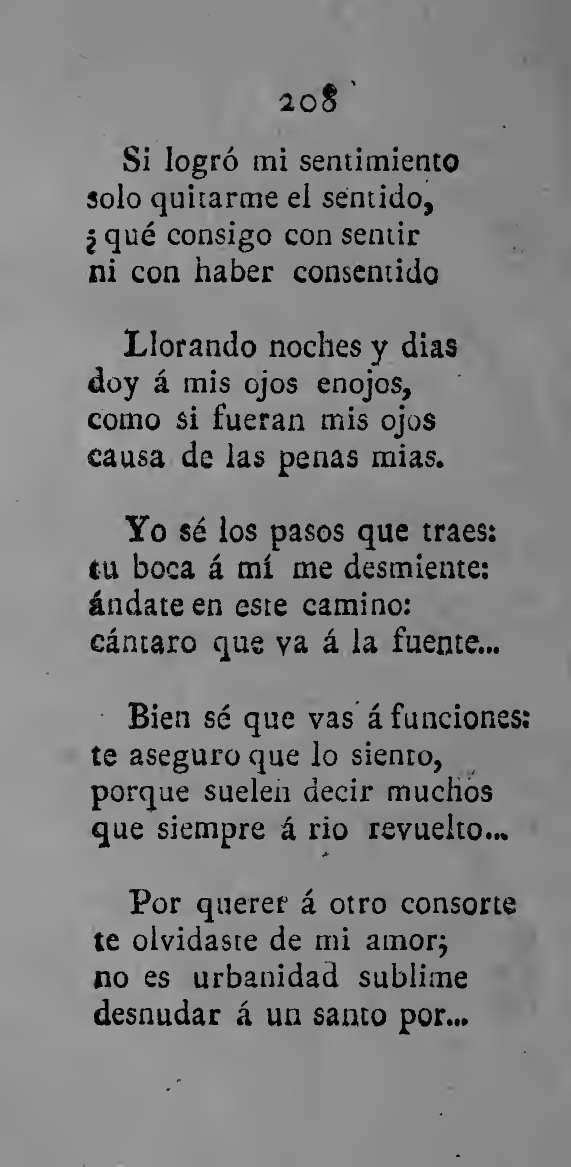 208
Si logró mi sentimiento
solo quitarme el sentido,
¿ qué consigo con sentir
ni con haber consentido
Llorando noches y dias
doy á mis ojos enojos,
como si fueran mis ojos
causa de las penas mias.
Yo sé los pasos que traes:
tu boca á mí me desmiente:
ándate en este camino:
cántaro que va á la fuente...
Bien sé que vas á funciones:
te aseguro que lo siento,
porque suelen decir muchos
que siempre á rio revuelto...
Por querer á otro consorte
te olvidaste de mi amor;
no es urbanidad sublime
desnudar á un santo por...